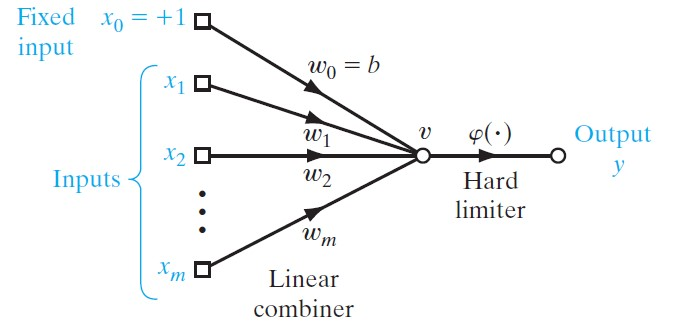 Fixed x₀ = +1
input
w₀ = b
x₁
w₁
v
φ(·)
Output
y
x₂
Inputs
w₂
Hard
limiter
wₘ
xₘ
Linear
combiner